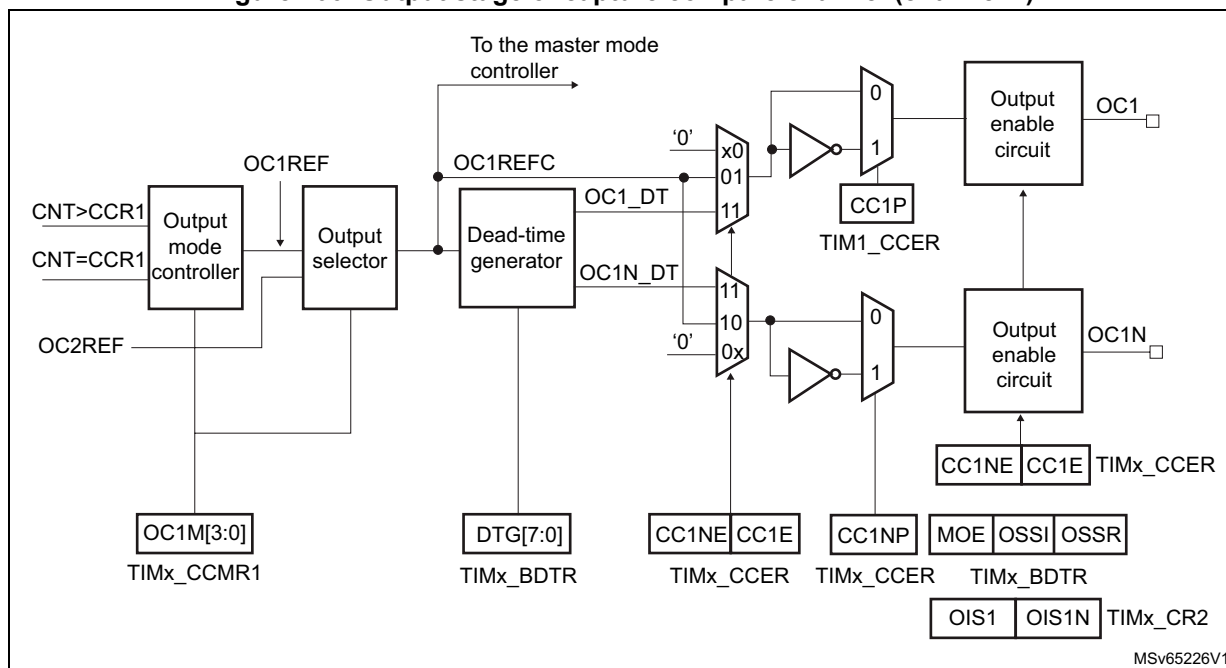 To the master mode
controller
OC1REF
OC1REFC
CNT>CCR1
CNT=CCR1
OC2REF
Output
mode
controller
Output
selector
Dead-time
generator
OC1_DT
OC1N_DT
‘0’
x0
01
11
11
10
‘0’
0x
0
1
CC1P
TIM1_CCER
0
1
Output
enable
circuit
OC1
Output
enable
circuit
OC1N
CC1NE CC1E TIMx_CCER
OC1M[3:0]
TIMx_CCMR1
DTG[7:0]
TIMx_BDTR
CC1NE CC1E
TIMx_CCER
CC1NP
TIMx_CCER
MOE OSSI OSSR
TIMx_BDTR
OIS1 OIS1N TIMx_CR2
MSv65226V1